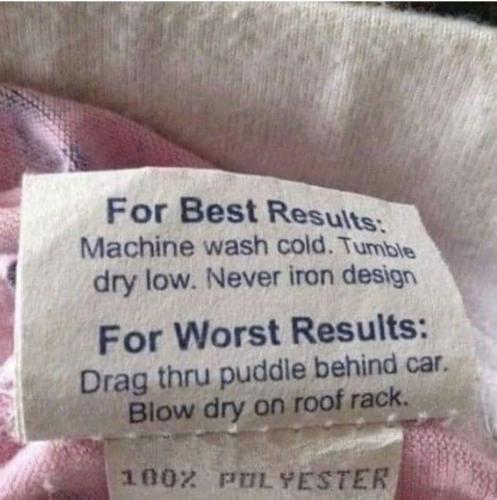 For Best Results:
Machine wash cold. Tumble
dry low. Never iron design
For Worst Results:
Drag thru puddle behind car.
Blow dry on roof rack.
100% POLYESTER